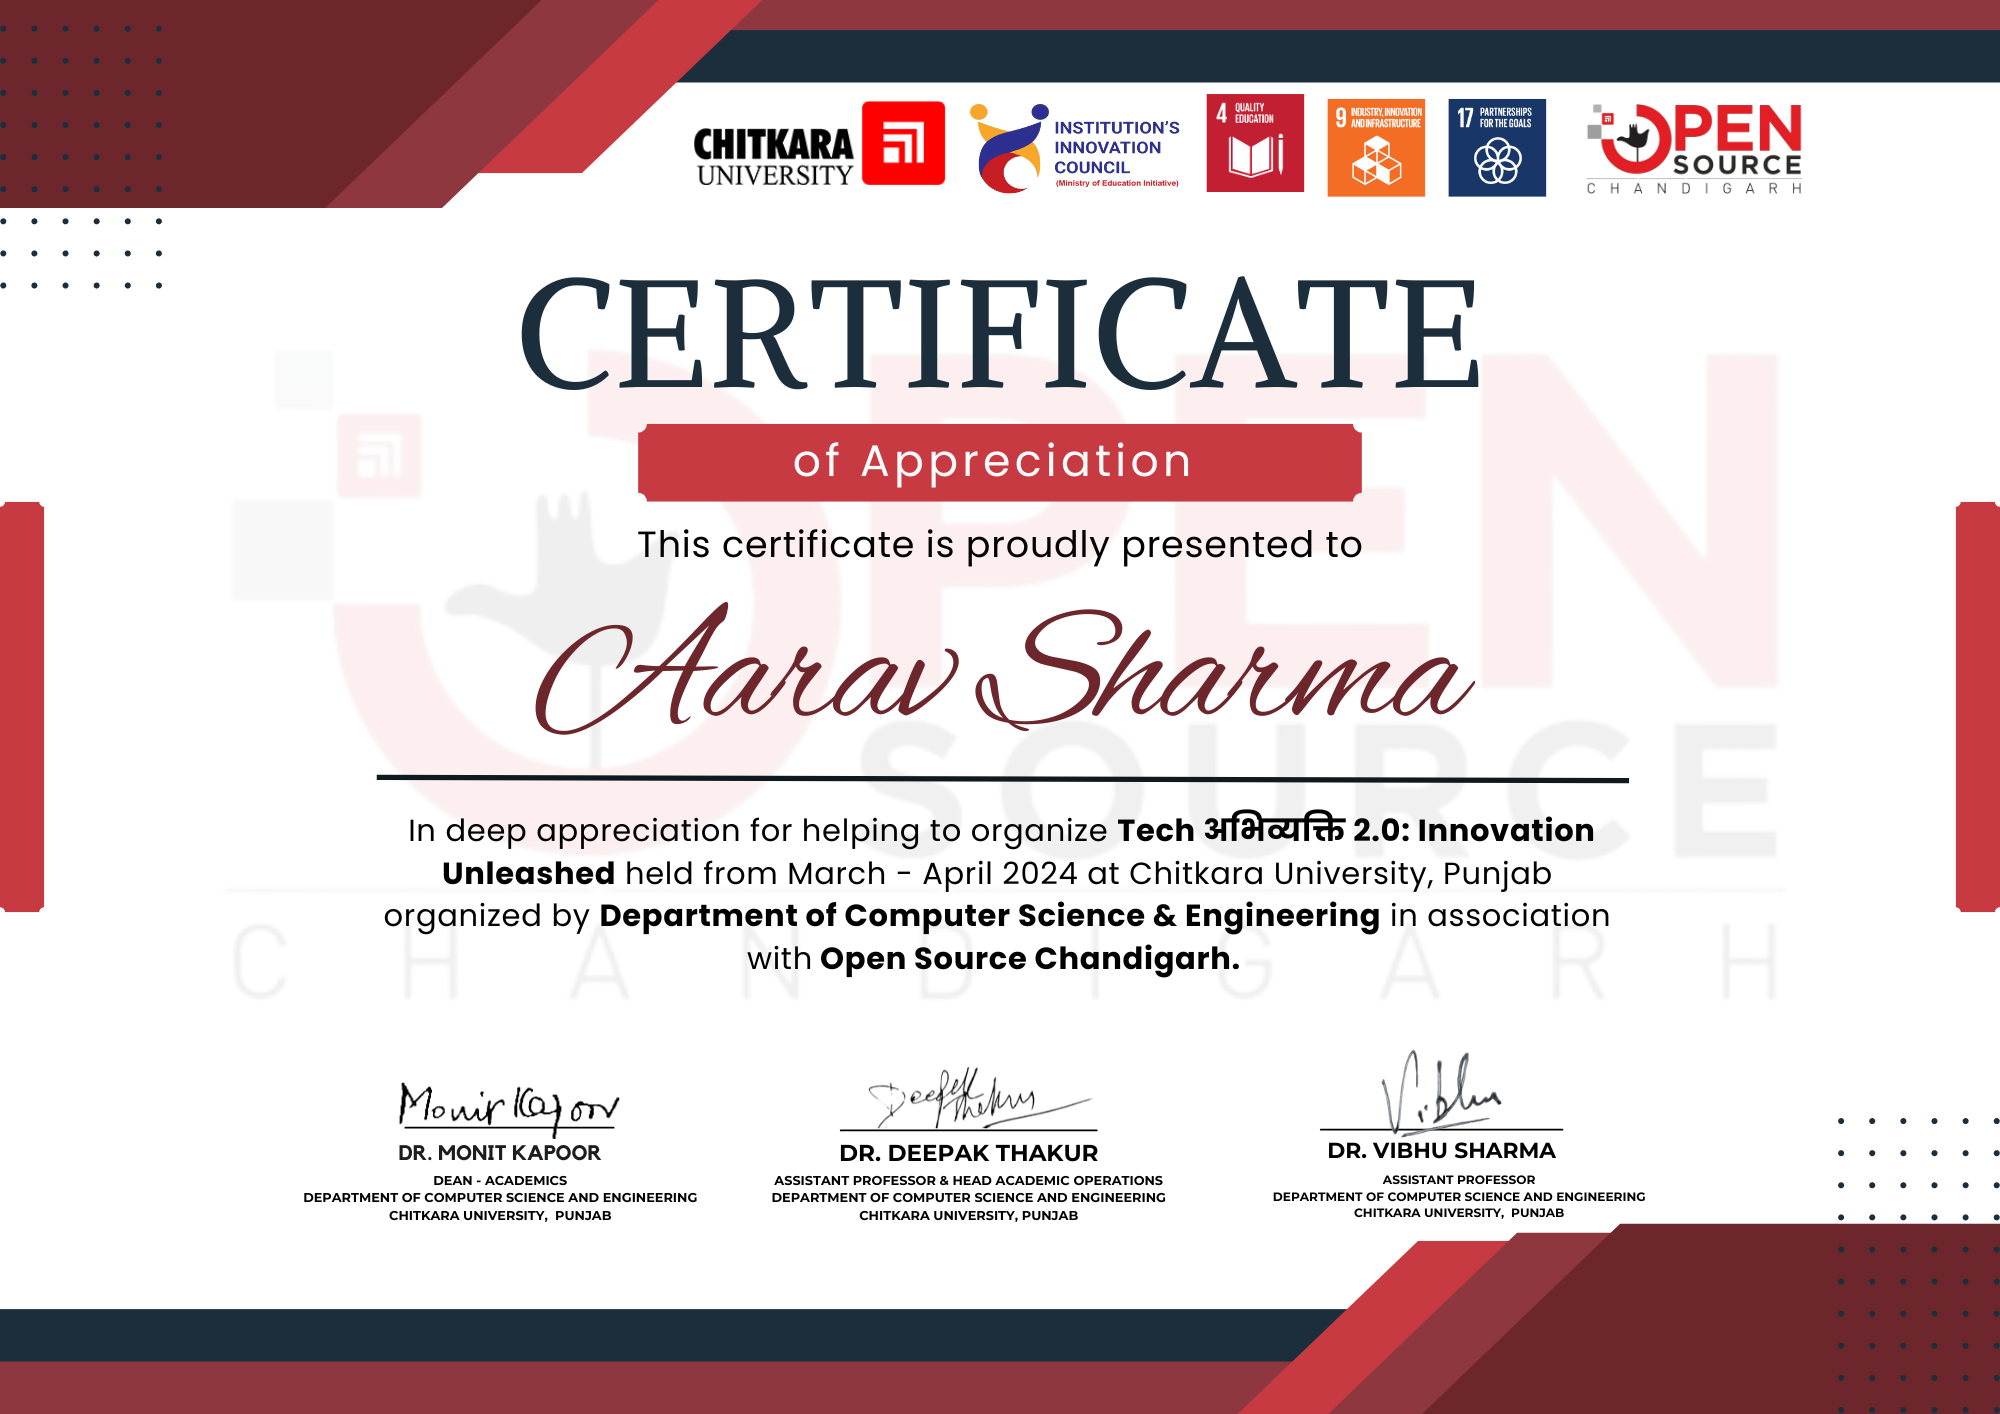 CHITKARA
UNIVERSITY
INSTITUTION'S
INNOVATION
COUNCIL
(Ministry of Education Initiative)
4 QUALITY
EDUCATION
9 INDUSTRY, INNOVATION
AND INFRASTRUCTURE
17 PARTNERSHIPS
FOR THE GOALS
OPEN
SOURCE
CHANDIGARH
CERTIFICATE
of Appreciation
This certificate is proudly presented to
Aarav Sharma
In deep appreciation for helping to organize Tech अभिव्यक्ति 2.0: Innovation
Unleashed held from March - April 2024 at Chitkara University, Punjab
organized by Department of Computer Science & Engineering in association
with Open Source Chandigarh.
OPEN
SOURCE
CHANDIGARH
Monit Kapoor
DR. MONIT KAPOOR
DEAN - ACADEMICS
DEPARTMENT OF COMPUTER SCIENCE AND ENGINEERING
CHITKARA UNIVERSITY, PUNJAB
Deepak
Thakur
DR. DEEPAK THAKUR
ASSISTANT PROFESSOR & HEAD ACADEMIC OPERATIONS
DEPARTMENT OF COMPUTER SCIENCE AND ENGINEERING
CHITKARA UNIVERSITY, PUNJAB
Vibhu
DR. VIBHU SHARMA
ASSISTANT PROFESSOR
DEPARTMENT OF COMPUTER SCIENCE AND ENGINEERING
CHITKARA UNIVERSITY, PUNJAB